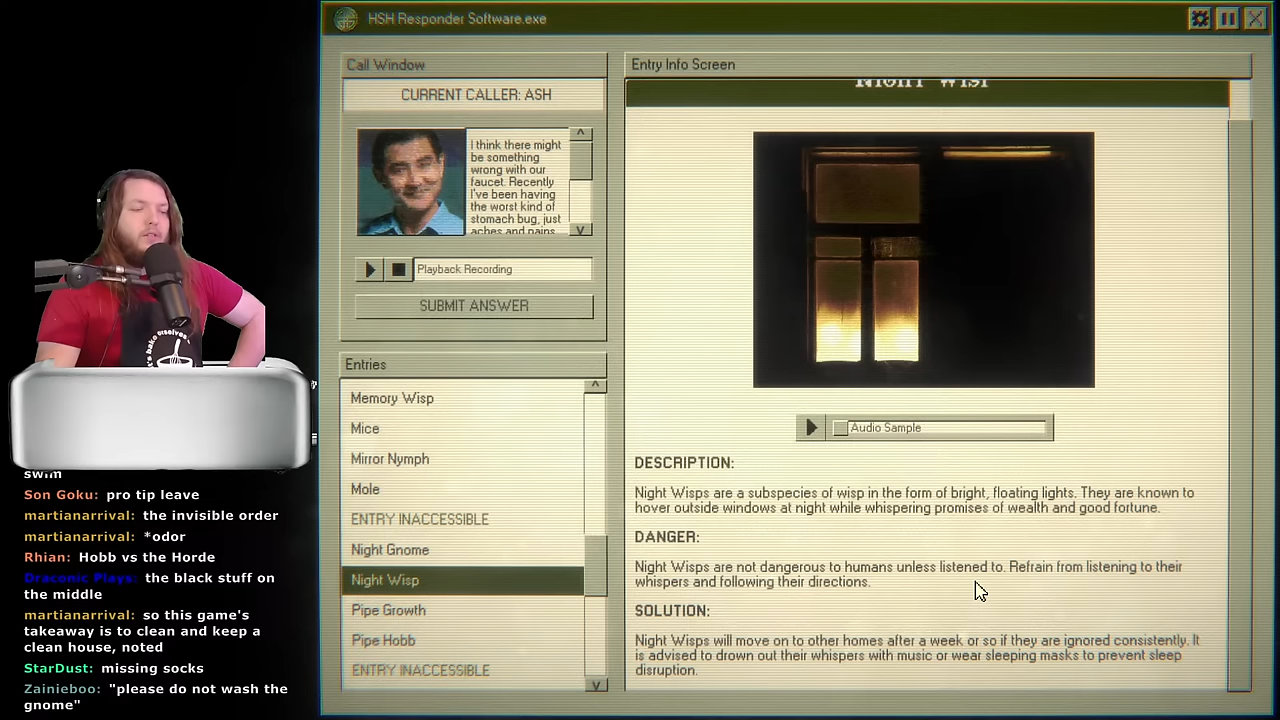 HSH Responder Software.exe
Call Window
CURRENT CALLER: ASH
I think there might
be something
wrong with our
faucet. Recently
I've been having
the worst kind of
stomach bug, just
aches and pains
Playback Recording
SUBMIT ANSWER
Entries
Memory Wisp
Mice
Mirror Nymph
Mole
ENTRY INACCESSIBLE
Night Gnome
Night Wisp
Pipe Growth
Pipe Hobb
ENTRY INACCESSIBLE
Entry Info Screen
Night Wisp
Audio Sample
DESCRIPTION:
Night Wisps are a subspecies of wisp in the form of bright, floating lights. They are known to
hover outside windows at night while whispering promises of wealth and good fortune.
DANGER:
Night Wisps are not dangerous to humans unless listened to. Refrain from listening to their
whispers and following their directions.
SOLUTION:
Night Wisps will move on to other homes after a week or so if they are ignored consistently. It
is advised to drown out their whispers with music or wear sleeping masks to prevent sleep
disruption.
swim
Son Goku: pro tip leave
martianarrival: the invisible order
martianarrival: *odor
Rhian: Hobb vs the Horde
Draconic Plays: the black stuff on
the middle
martianarrival: so this game's
takeaway is to clean and keep a
clean house, noted
StarDust: missing socks
Zainieboo: "please do not wash the
gnome"